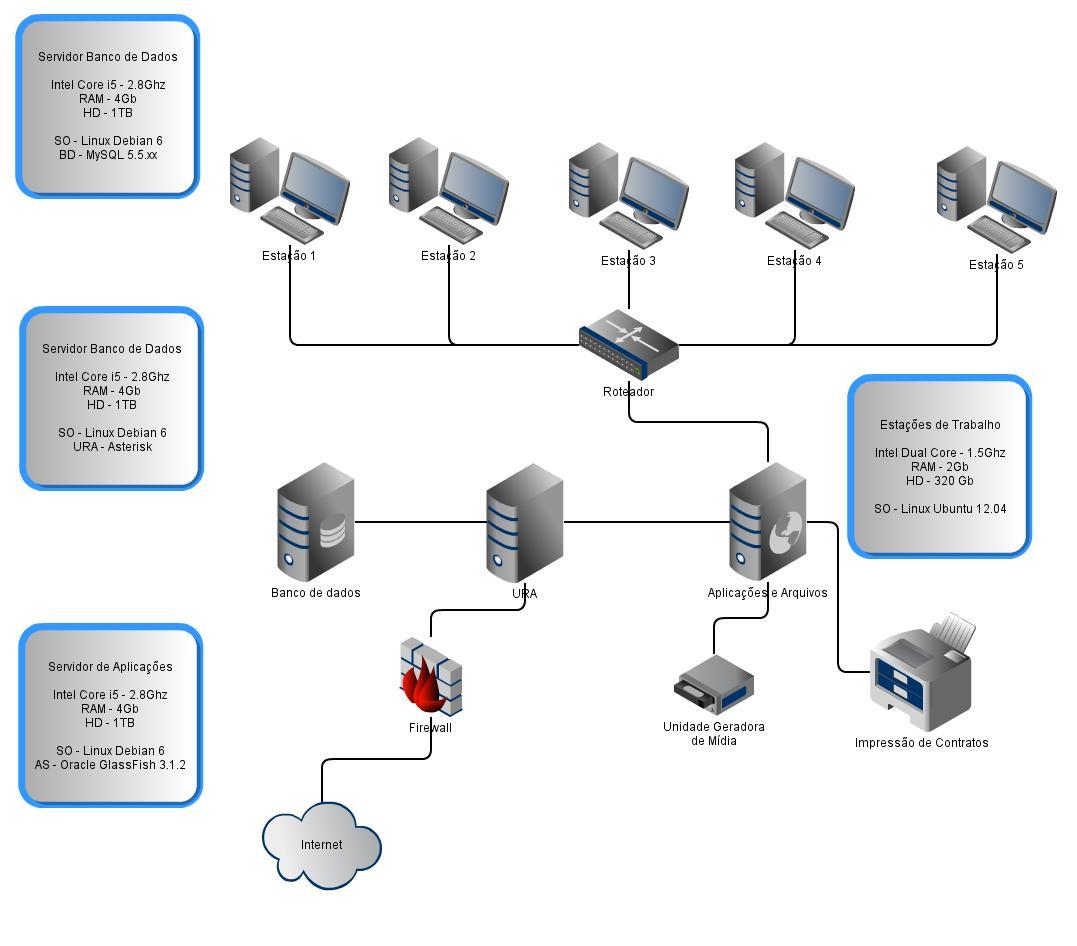 Servidor Banco de Dados
Intel Core i5 - 2.8Ghz
RAM - 4Gb
HD - 1TB
SO - Linux Debian 6
BD - MySQL 5.5.xx
Estação 1
Estação 2
Estação 3
Estação 4
Estação 5
Servidor Banco de Dados
Intel Core i5 - 2.8Ghz
RAM - 4Gb
HD - 1TB
SO - Linux Debian 6
URA - Asterisk
Roteador
Estações de Trabalho
Intel Dual Core - 1.5Ghz
RAM - 2Gb
HD - 320 Gb
SO - Linux Ubuntu 12.04
Banco de dados
URA
Aplicações e Arquivos
Servidor de Aplicações
Intel Core i5 - 2.8Ghz
RAM - 4Gb
HD - 1TB
SO - Linux Debian 6
AS - Oracle GlassFish 3.1.2
Firewall
Unidade Geradora
de Mídia
Impressão de Contratos
Internet